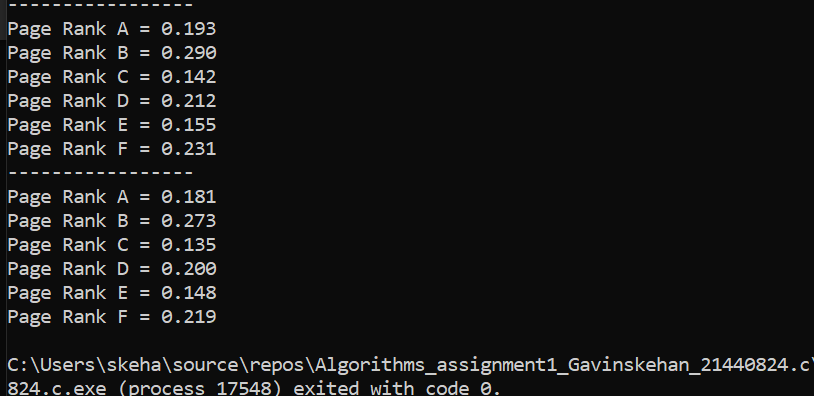 -----------------
Page Rank A = 0.193
Page Rank B = 0.290
Page Rank C = 0.142
Page Rank D = 0.212
Page Rank E = 0.155
Page Rank F = 0.231
-----------------
Page Rank A = 0.181
Page Rank B = 0.273
Page Rank C = 0.135
Page Rank D = 0.200
Page Rank E = 0.148
Page Rank F = 0.219
C:\Users\skeha\source\repos\Algorithms_assignment1_Gavinskehan_21440824.c\
824.c.exe (process 17548) exited with code 0.